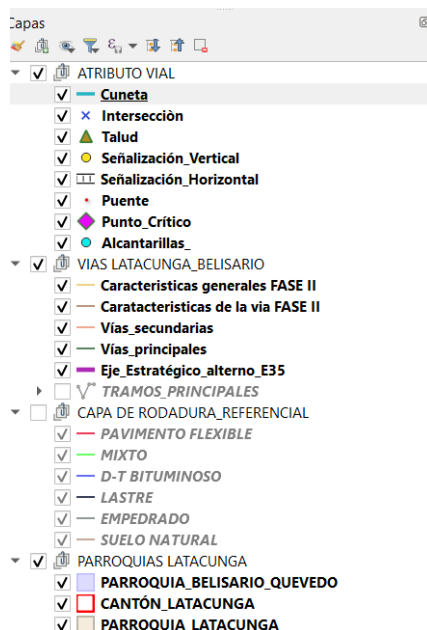 Capas
ATRIBUTO VIAL
Cuneta
Intersecciòn
Talud
Señalización_Vertical
Señalización_Horizontal
Puente
Punto_Crítico
Alcantarillas_
VIAS LATACUNGA_BELISARIO
Caracteristicas generales FASE II
Caratacteristicas de la via FASE II
Vías_secundarias
Vías_principales
Eje_Estratégico_alterno_E35
TRAMOS_PRINCIPALES
CAPA DE RODADURA_REFERENCIAL
PAVIMENTO FLEXIBLE
MIXTO
D-T BITUMINOSO
LASTRE
EMPEDRADO
SUELO NATURAL
PARROQUIAS LATACUNGA
PARROQUIA_BELISARIO_QUEVEDO
CANTÓN_LATACUNGA
PARROQUIA LATACUNGA